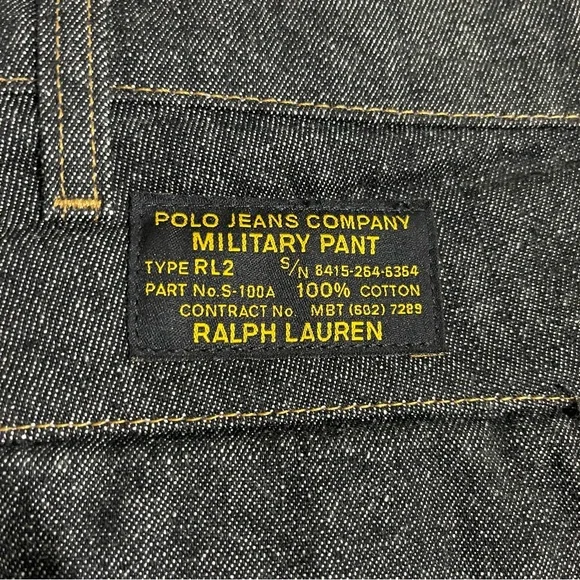 POLO JEANS COMPANY
MILITARY PANT
TYPE RL2 S/N 8415-264-6364
PART No. S-100A 100% COTTON
CONTRACT No MBT (602) 7289
RALPH LAUREN